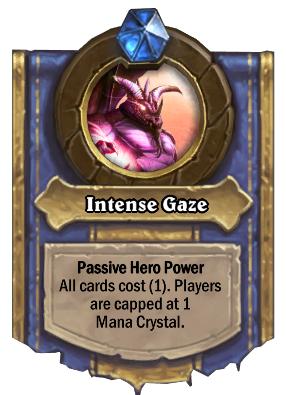 Intense Gaze
Passive Hero Power
All cards cost (1). Players
are capped at 1
Mana Crystal.